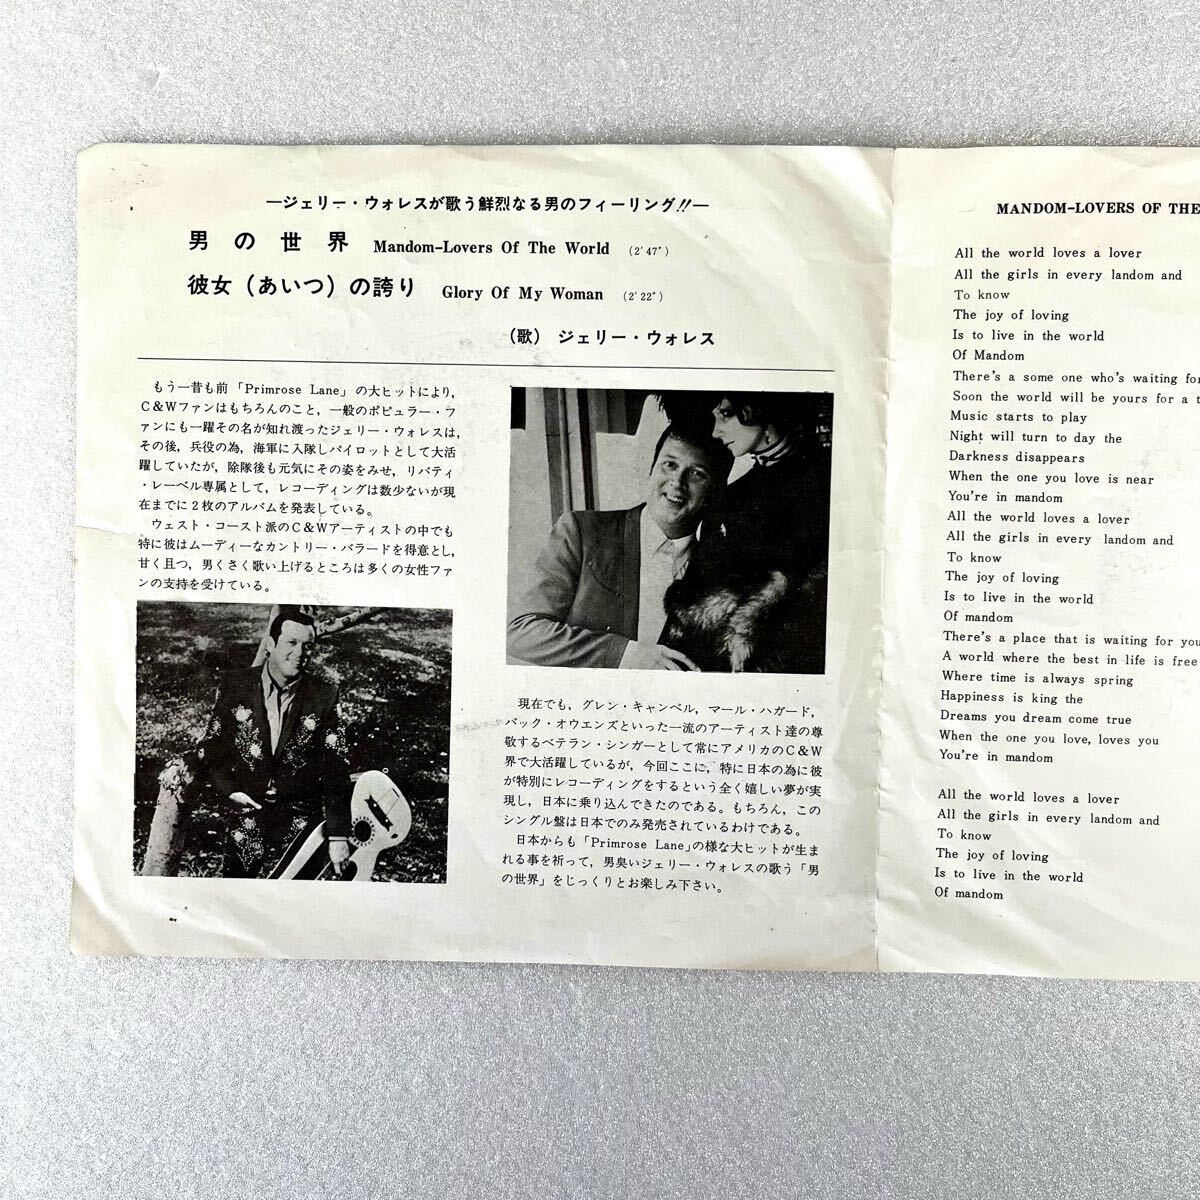 ―ジェリー・ウォレスが歌う鮮烈なる男のフィーリング!!―
男の世界 Mandom-Lovers Of The World (2′47″)
彼女(あいつ)の誇り Glory Of My Woman (2′22″)
(歌) ジェリー・ウォレス
もう一昔も前「Primrose Lane」の大ヒットにより,
C&Wファンはもちろんのこと,一般のポピュラー・フ
ァンにも一躍その名が知れ渡ったジェリー・ウォレスは,
その後,兵役の為,海軍に入隊しパイロットとして大活
躍していたが,除隊後も元気にその姿をみせ,リバティ
・レーベル専属として,レコーディングは数少ないが現
在までに2枚のアルバムを発表している。
ウェスト・コースト派のC&Wアーティストの中でも
特に彼はムーディーなカントリー・バラードを得意とし,
甘く且つ,男くさく歌い上げるところは多くの女性ファ
ンの支持を受けている。
現在でも,グレン・キャンベル,マール・ハガード,
バック・オウエンズといった一流のアーティスト達の尊
敬するベテラン・シンガーとして常にアメリカのC&W
界で大活躍しているが,今回ここに,特に日本の為に彼
が特別にレコーディングをするという全く嬉しい夢が実
現し,日本に乗り込んできたのである。もちろん,この
シングル盤は日本でのみ発売されているわけである。
日本からも「Primrose Lane」の様な大ヒットが生ま
れる事を祈って,男臭いジェリー・ウォレスの歌う「男
の世界」をじっくりとお楽しみ下さい。
MANDOM-LOVERS OF THE
All the world loves a lover
All the girls in every landom and
To know
The joy of loving
Is to live in the world
Of Mandom
There's a some one who's waiting for
Soon the world will be yours for a t
Music starts to play
Night will turn to day the
Darkness disappears
When the one you love is near
You're in mandom
All the world loves a lover
All the girls in every landom and
To know
The joy of loving
Is to live in the world
Of mandom
There's a place that is waiting for you
A world where the best in life is free
Where time is always spring
Happiness is king the
Dreams you dream come true
When the one you love, loves you
You're in mandom
All the world loves a lover
All the girls in every landom and
To know
The joy of loving
Is to live in the world
Of mandom